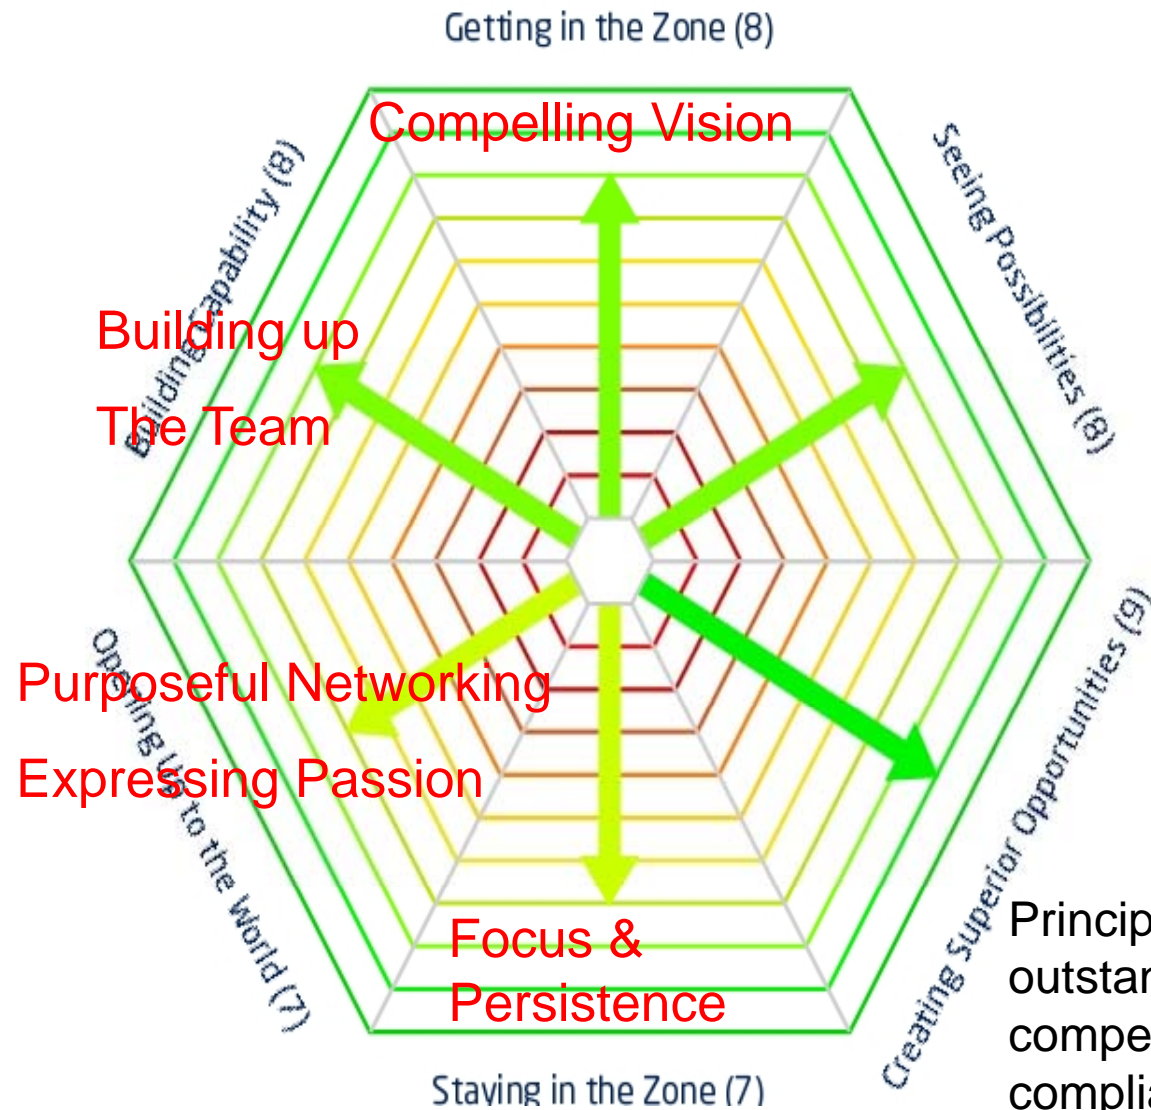 Getting in the Zone (8)
Compelling Vision
Seeing Possibilities (8)
Building Capability (8)
Building up
The Team
Purposeful Networking
Expressing Passion
Opening Up to the World (7)
Creating Superior Opportunities (9)
Focus &
Persistence
Staying in the Zone (7)